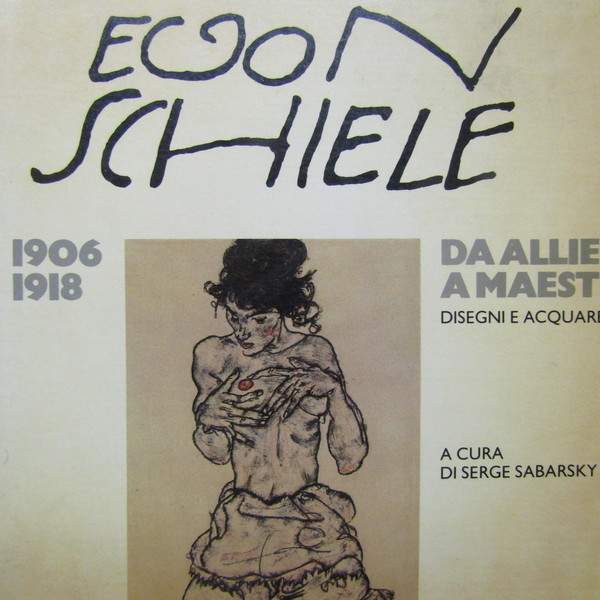 EGON
SCHIELE
1906
1918
DA ALLIE
A MAEST
DISEGNI E ACQUARE
A CURA
DI SERGE SABARSKY